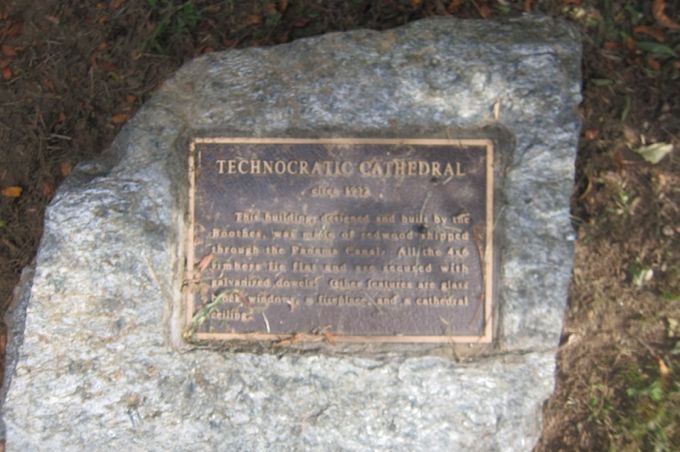 TECHNOCRATIC CATHEDRAL
circa
This building, designed and built by the
Boothes, was made of redwood shipped
through the Panama Canal. All the 4x6
timbers lie flat and are secured with
galvanized dowels. Other features are glass
windows, a fireplace, and a cathedral
ceiling.